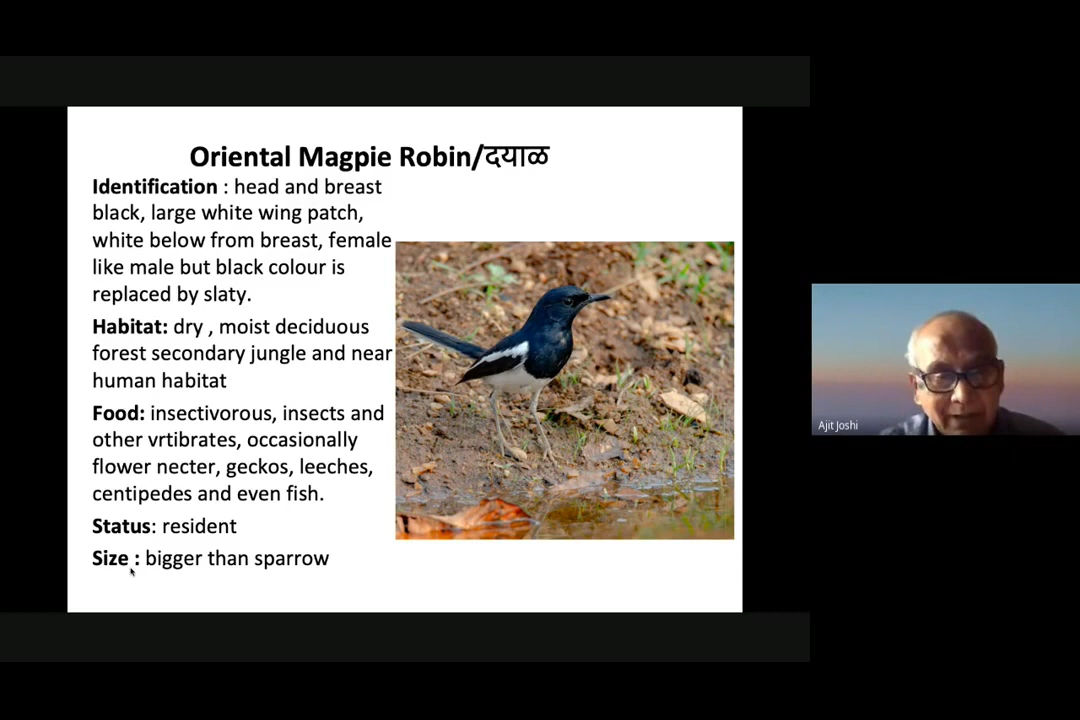 Oriental Magpie Robin/दयाळ
Identification : head and breast
black, large white wing patch,
white below from breast, female
like male but black colour is
replaced by slaty.
Habitat: dry , moist deciduous
forest secondary jungle and near
human habitat
Food: insectivorous, insects and
other vrtibrates, occasionally
flower necter, geckos, leeches,
centipedes and even fish.
Status: resident
Size : bigger than sparrow
Ajit Joshi